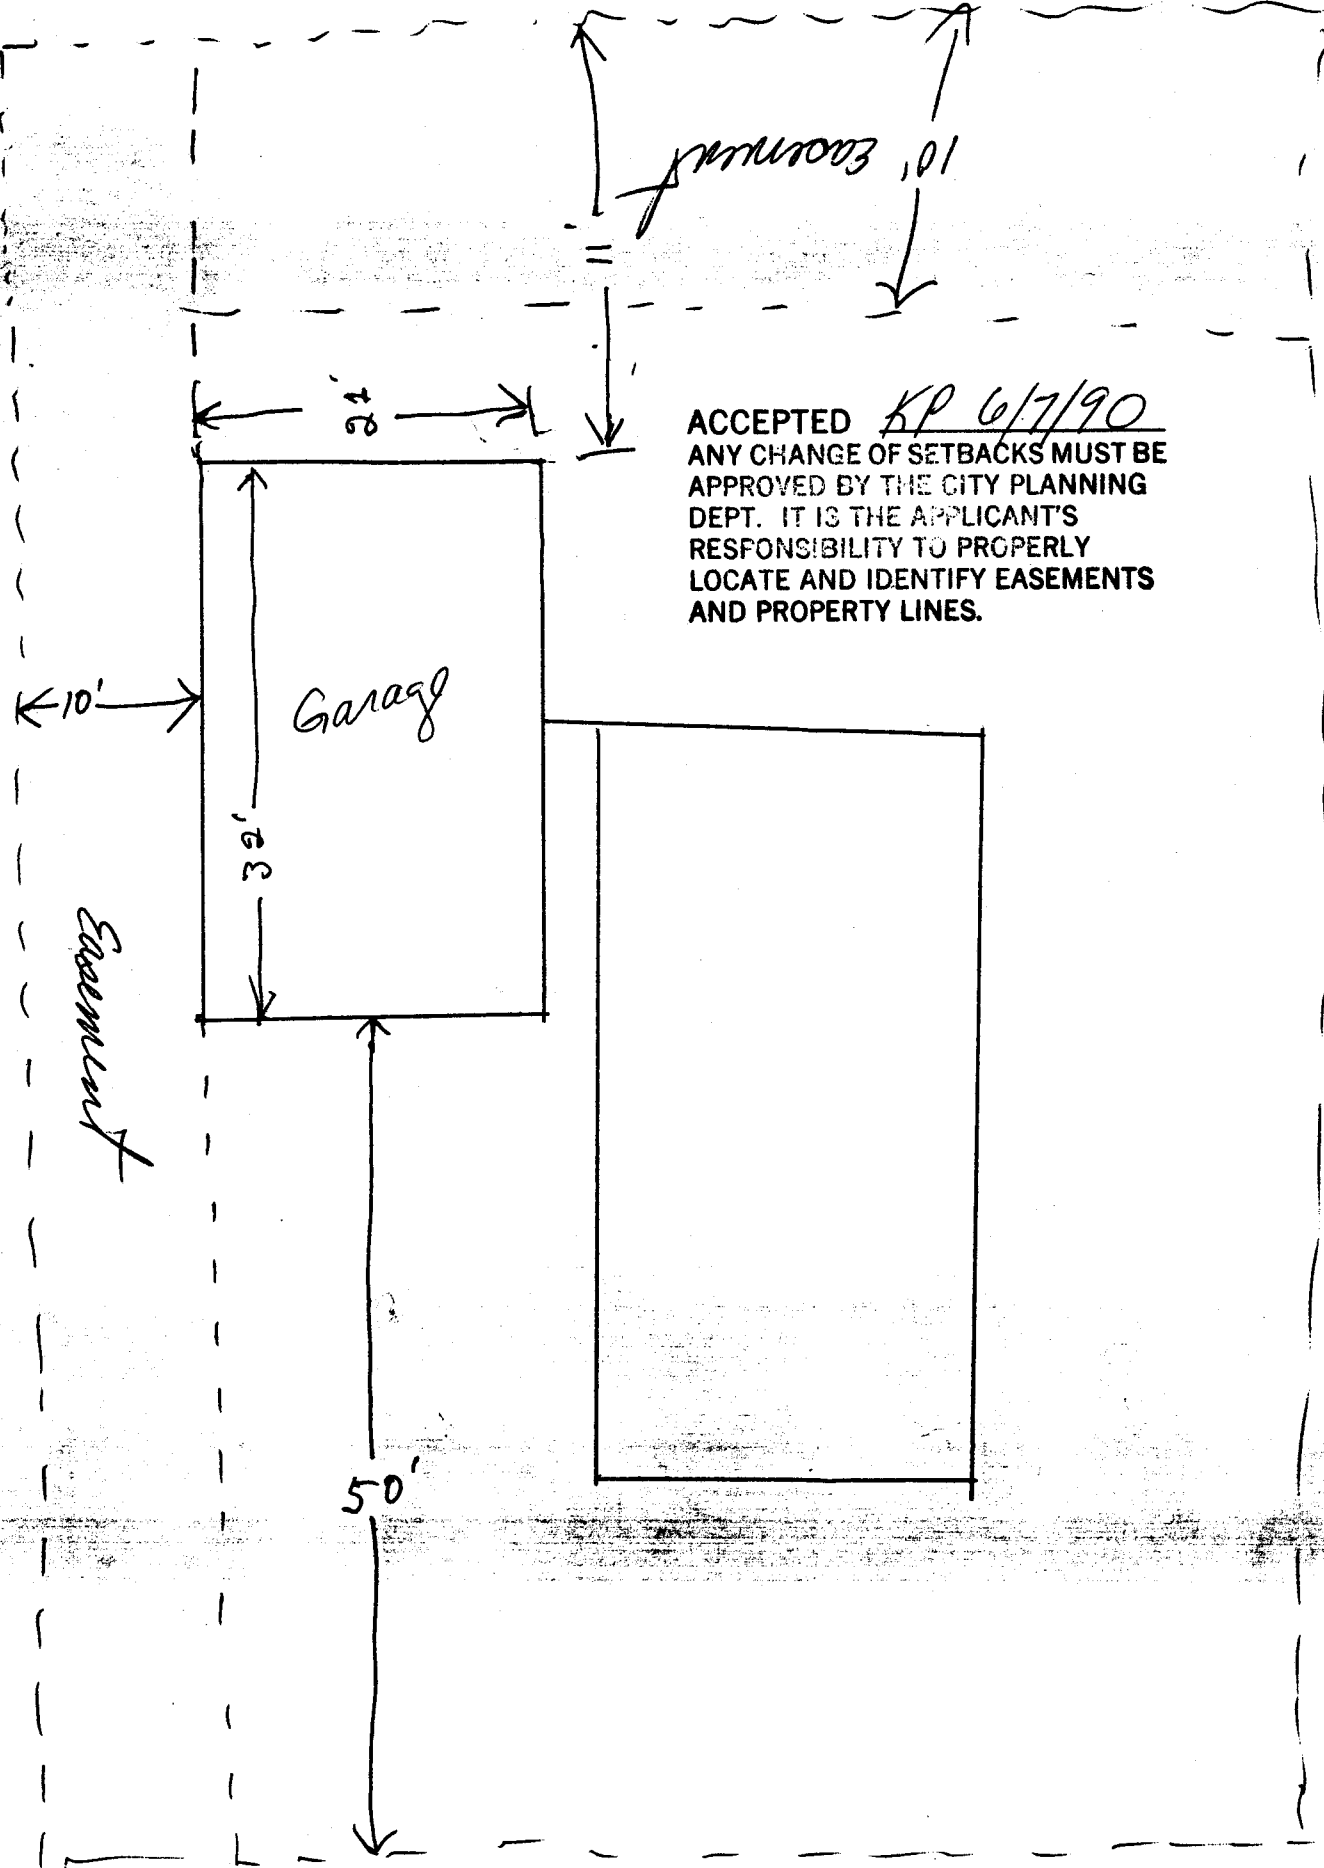 10' Easement
11'
ACCEPTED KP 6/7/90
ANY CHANGE OF SETBACKS MUST BE
APPROVED BY THE CITY PLANNING
DEPT. IT IS THE APPLICANT'S
RESPONSIBILITY TO PROPERLY
LOCATE AND IDENTIFY EASEMENTS
AND PROPERTY LINES.
10'
Garage
32'
Easement
50'